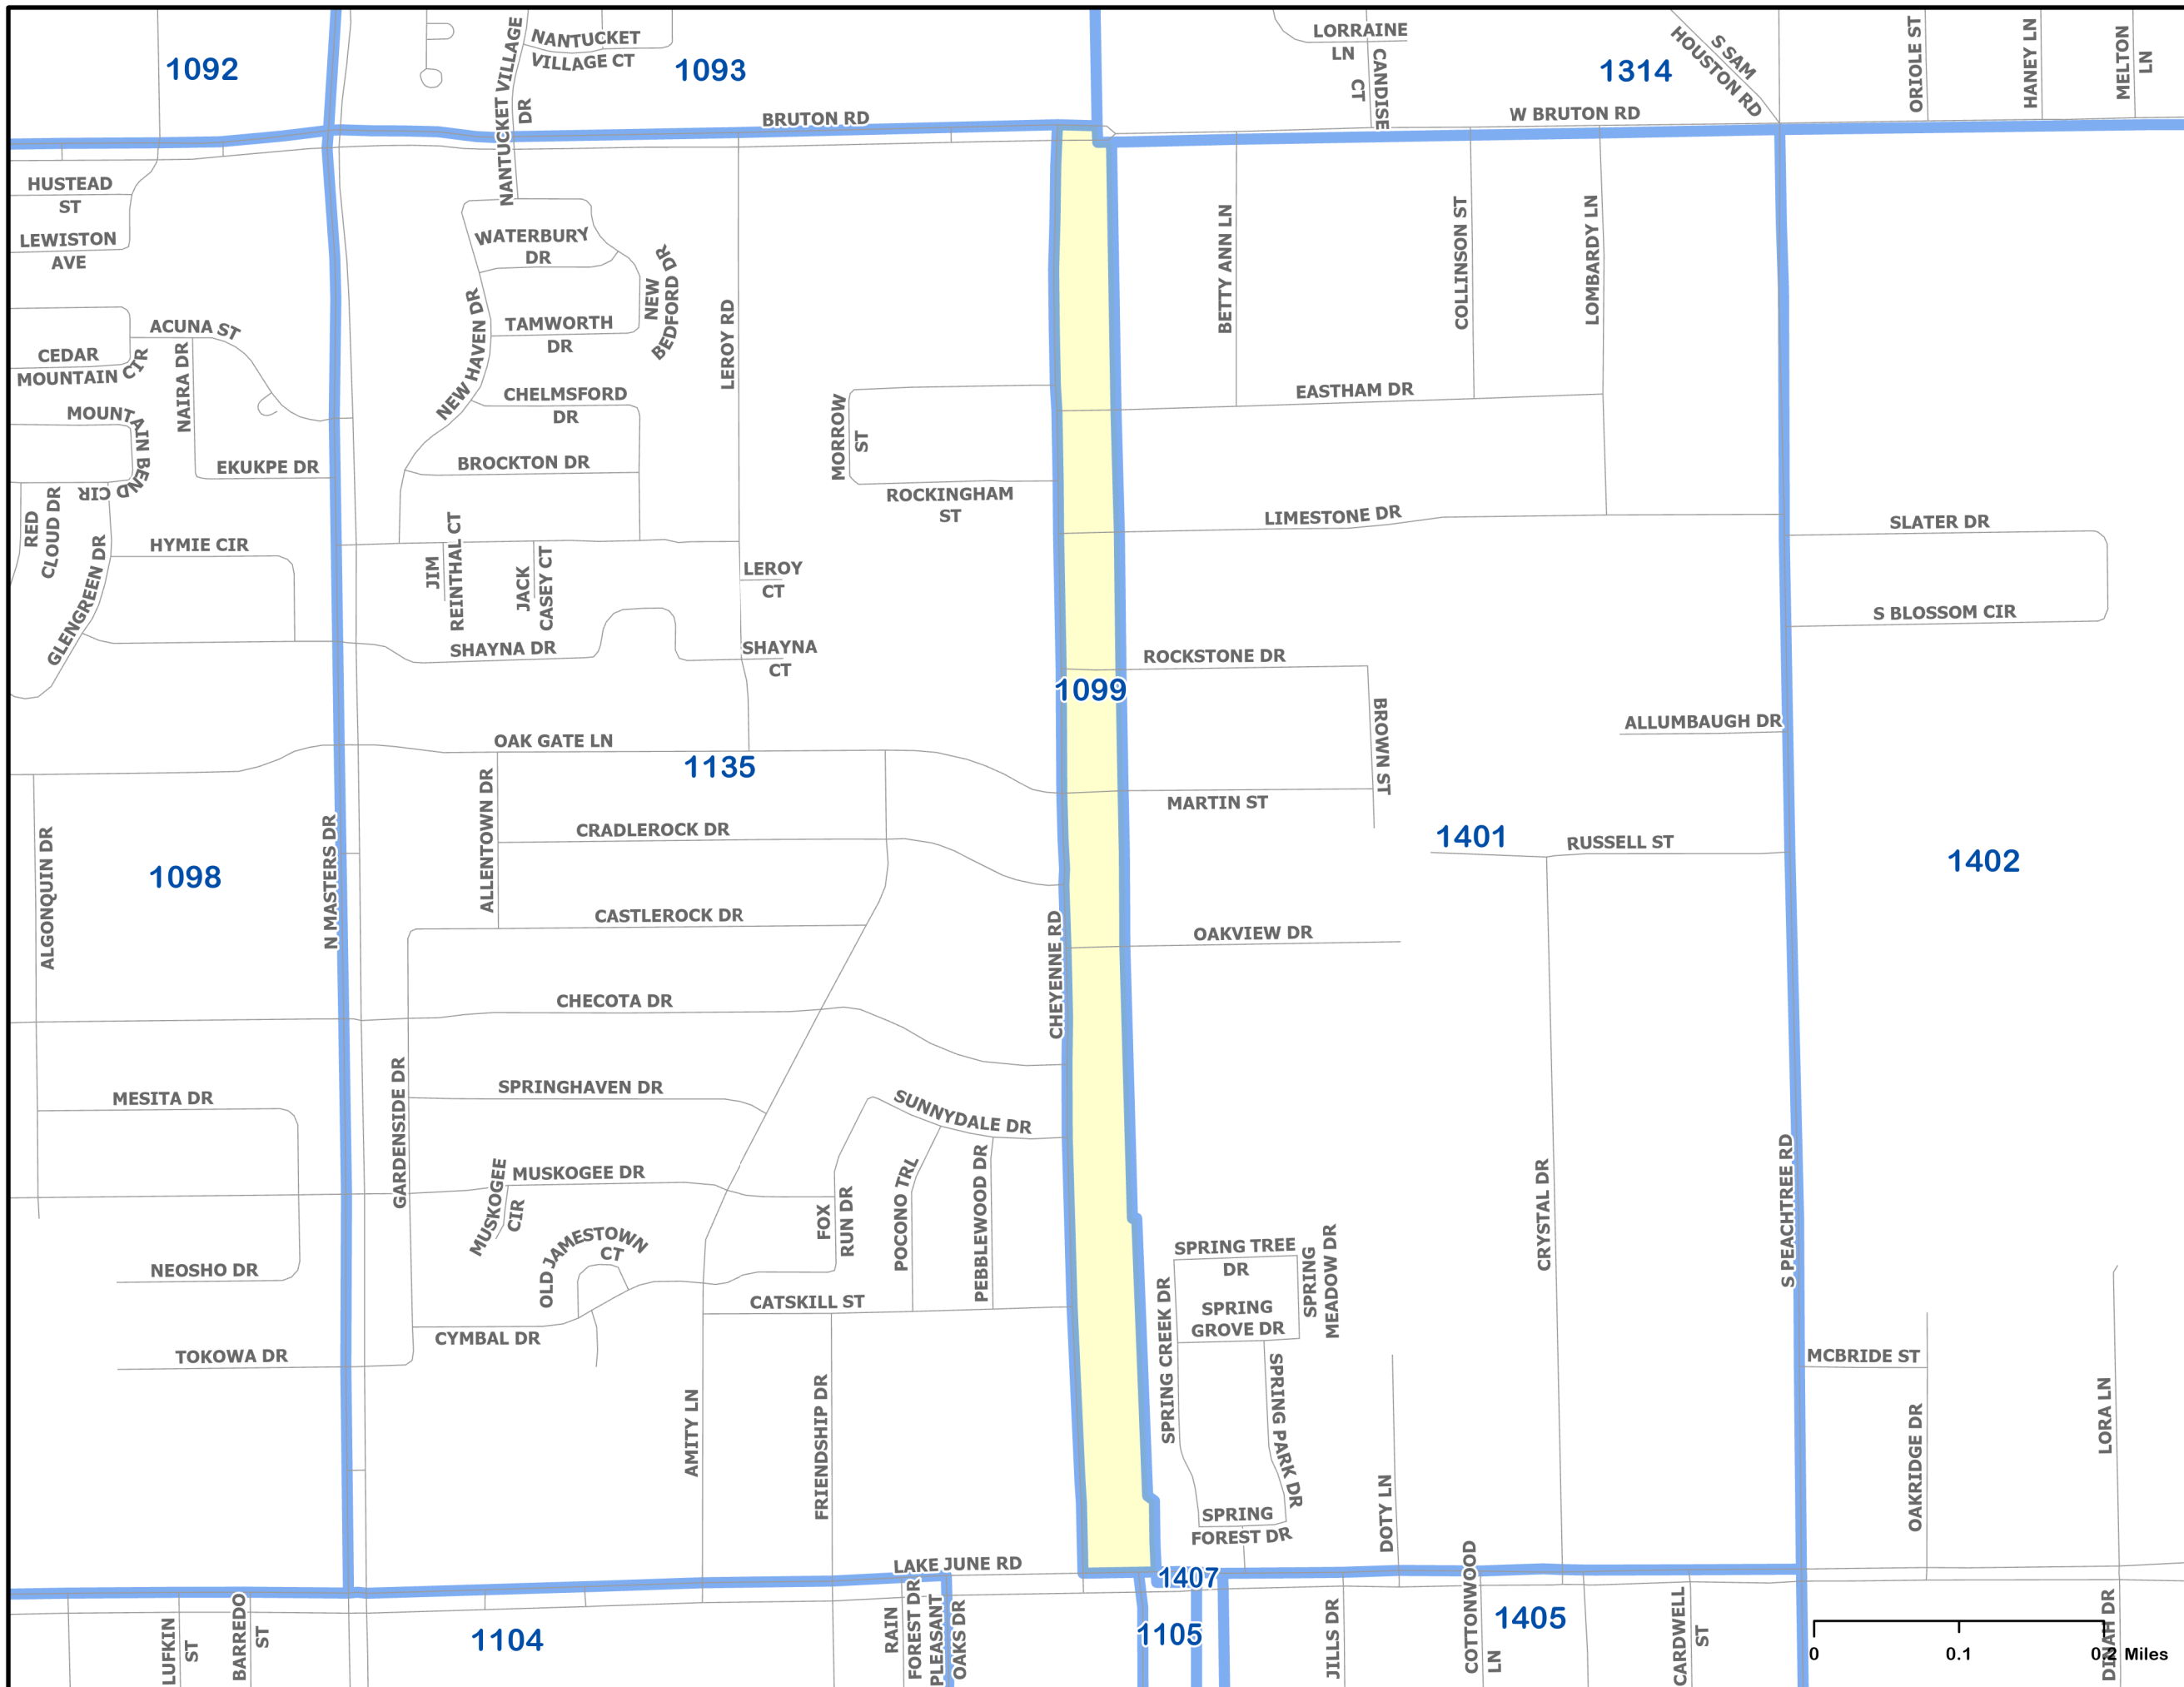 1092
1093
1314
NANTUCKET
VILLAGE CT
NANTUCKET VILLAGE
DR
LORRAINE
LN
CANDISE
CT
S SAM
HOUSTON RD
ORIOLE ST
HANEY LN
MELTON
LN
BRUTON RD
W BRUTON RD
HUSTEAD
ST
LEWISTON
AVE
WATERBURY
DR
NEW
BEDFORD DR
TAMWORTH
DR
NEW HAVEN DR
LEROY RD
BETTY ANN LN
COLLINSON ST
LOMBARDY LN
ACUNA ST
CEDAR
MOUNTAIN CIR
NAIRA DR
MOUNTAIN BEND CIR
CHELMSFORD
DR
EASTHAM DR
MORROW
ST
BROCKTON DR
EKUKPE DR
ROCKINGHAM
ST
RED
CLOUD DR
LIMESTONE DR
SLATER DR
HYMIE CIR
GLENGREEN DR
JIM
REINTHAL CT
JACK
CASEY CT
LEROY
CT
S BLOSSOM CIR
SHAYNA DR
SHAYNA
CT
ROCKSTONE DR
1099
BROWN ST
ALLUMBAUGH DR
OAK GATE LN
1135
ALLENTOWN DR
MARTIN ST
CRADLEROCK DR
1401
RUSSELL ST
1402
1098
ALGONQUIN DR
N MASTERS DR
CASTLEROCK DR
CHEYENNE RD
OAKVIEW DR
CHECOTA DR
GARDENSIDE DR
SPRINGHAVEN DR
MESITA DR
SUNNYDALE DR
MUSKOGEE DR
MUSKOGEE
CIR
POCONO TRL
PEBBLEWOOD DR
FOX
RUN DR
CRYSTAL DR
S PEACHTREE RD
OLD JAMESTOWN
CT
NEOSHO DR
SPRING TREE
DR
SPRING
MEADOW DR
SPRING
GROVE DR
SPRING CREEK DR
CATSKILL ST
CYMBAL DR
TOKOWA DR
MCBRIDE ST
SPRING PARK DR
AMITY LN
FRIENDSHIP DR
OAKRIDGE DR
LORA LN
DOTY LN
SPRING
FOREST DR
LAKE JUNE RD
1407
1104
1105
1405
LUFKIN
ST
BARREDO
ST
RAIN
FOREST DR
PLEASANT
OAKS DR
JILLS DR
COTTONWOOD
LN
CARDWELL
ST
DINAH DR
0
0.1
0.2 Miles